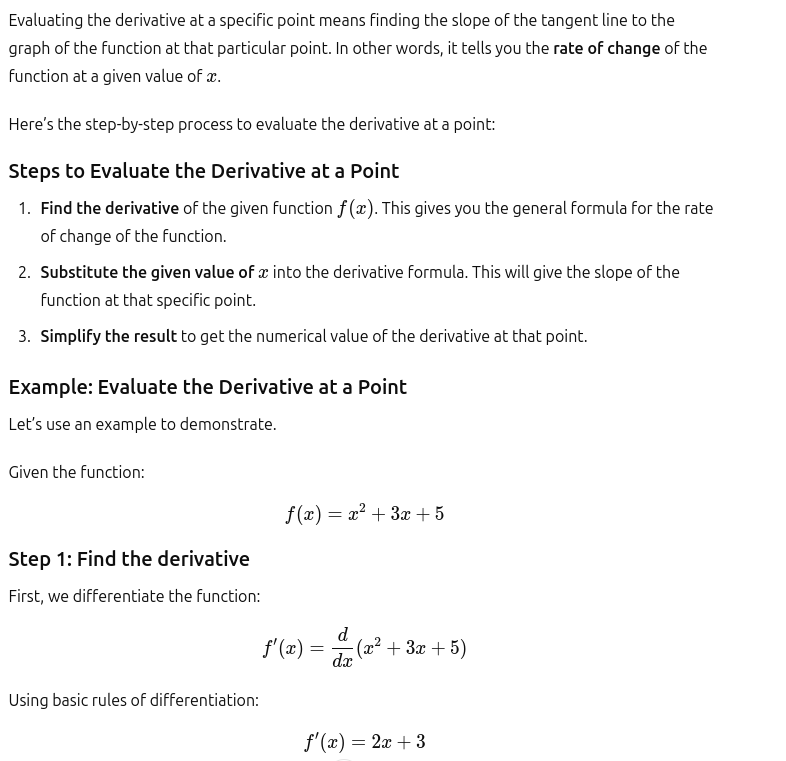 Evaluating the derivative at a specific point means finding the slope of the tangent line to the
graph of the function at that particular point. In other words, it tells you the rate of change of the
function at a given value of x.
Here's the step-by-step process to evaluate the derivative at a point:
Steps to Evaluate the Derivative at a Point
1. Find the derivative of the given function f(x). This gives you the general formula for the rate
of change of the function.
2. Substitute the given value of x into the derivative formula. This will give the slope of the
function at that specific point.
3. Simplify the result to get the numerical value of the derivative at that point.
Example: Evaluate the Derivative at a Point
Let's use an example to demonstrate.
Given the function:
f(x) = x² + 3x + 5
Step 1: Find the derivative
First, we differentiate the function:
f′(x) = d/dx (x² + 3x + 5)
Using basic rules of differentiation:
f′(x) = 2x + 3